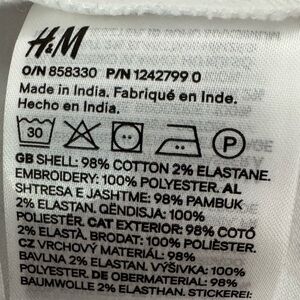 H&M
O/N 858330 P/N 1242799 0
Made in India. Fabriqué en Inde.
Hecho en India.
30 P
GB SHELL: 98% COTTON 2% ELASTANE.
EMBROIDERY: 100% POLYESTER. AL
SHTRESA E JASHTME: 98% PAMBUK
2% ELASTAN. QËNDISJA: 100%
POLIESTËR. CAT EXTERIOR: 98% COTÓ
2% ELASTÀ. BRODAT: 100% POLIÈSTER.
CZ VRCHOVÝ MATERIÁL: 98%
BAVLNA 2% ELASTAN. VÝŠIVKA: 100%
POLYESTER. DE OBERMATERIAL: 98%
BAUMWOLLE 2% ELASTHAN. STICKEREI: